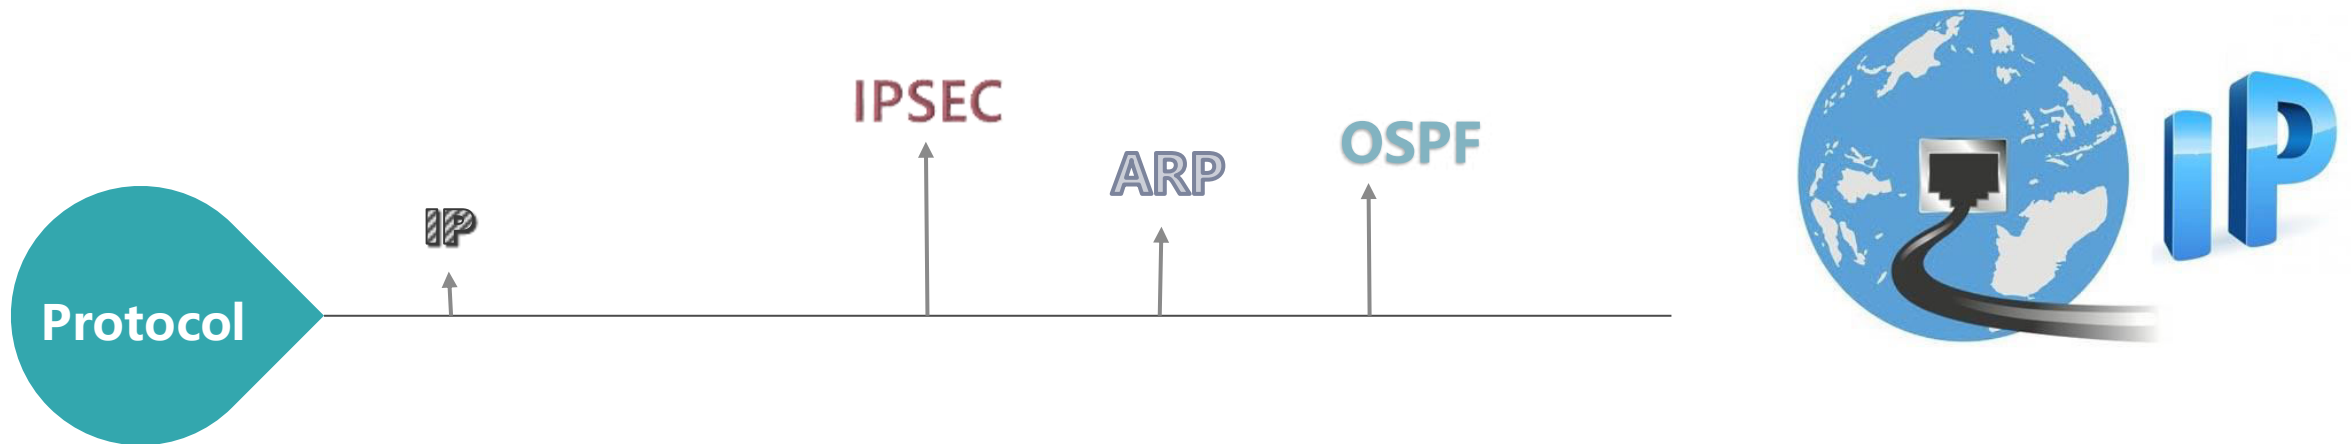 Protocol
IP
IPSEC
ARP
OSPF
IP